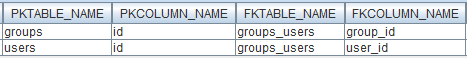 PKTABLE_NAME PKCOLUMN_NAME FKTABLE_NAME FKCOLUMN_NAME
groups id groups_users group_id
users id groups_users user_id